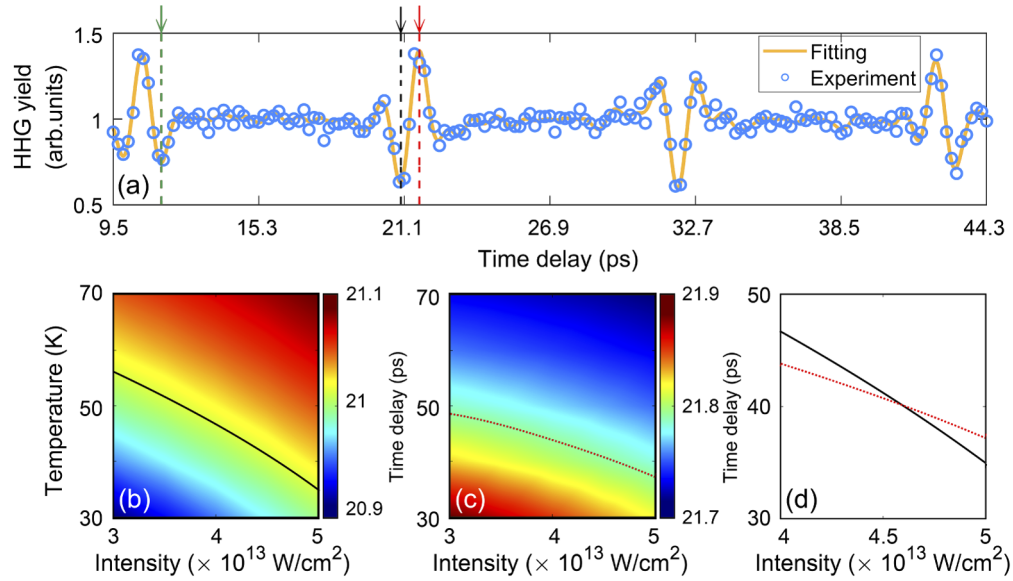 1.5
1
0.5
HHG yield
(arb.units)
Fitting
Experiment
(a)
9.5
15.3
21.1
26.9
32.7
38.5
44.3
Time delay (ps)
70
50
30
Temperature (K)
(b)
3
4
5
Intensity (× 10¹³ W/cm²)
21.1
21
20.9
Time delay (ps)
70
50
30
(c)
3
4
5
Intensity (× 10¹³ W/cm²)
21.9
21.8
21.7
Time delay (ps)
50
40
30
(d)
4
4.5
5
Intensity (× 10¹³ W/cm²)